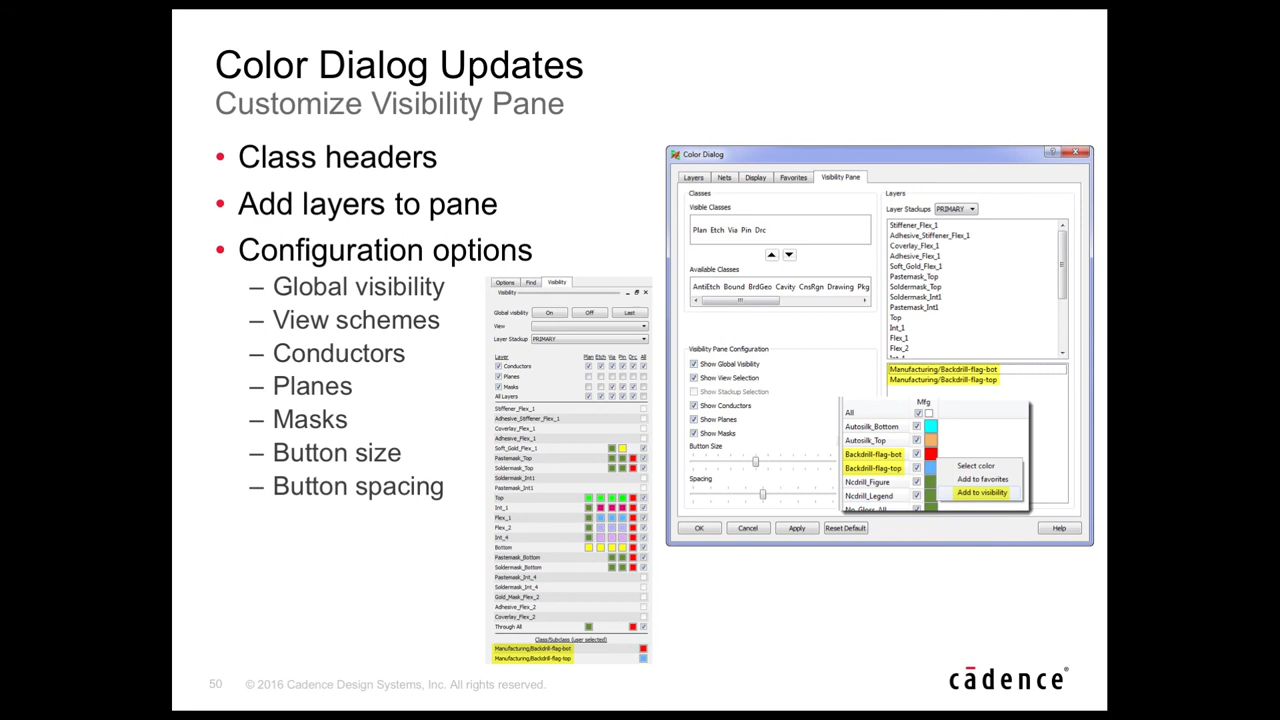 Color Dialog Updates
Customize Visibility Pane
• Class headers
• Add layers to pane
• Configuration options
– Global visibility
– View schemes
– Conductors
– Planes
– Masks
– Button size
– Button spacing
Options Find Visibility
Visibility
Global visibility On Off Last
View
Layer Stackup PRIMARY
Layer Plan Etch Via Pin Drc All
Conductors
Planes
Masks
All Layers
Stiffener_Flex_1
Adhesive_Stiffener_Flex_1
Coverlay_Flex_1
Adhesive_Flex_1
Soft_Gold_Flex_1
Pastemask_Top
Soldermask_Top
Soldermask_Int1
Pastemask_Int1
Top
Int_1
Flex_1
Flex_2
Int_4
Bottom
Pastemask_Bottom
Soldermask_Bottom
Pastemask_Int_4
Soldermask_Int_4
Gold_Mask_Flex_2
Adhesive_Flex_2
Coverlay_Flex_2
Through All
Class/Subclass (user selected)
Manufacturing/Backdrill-flag-bot
Manufacturing/Backdrill-flag-top
Color Dialog
Layers Nets Display Favorites Visibility Pane
Classes
Visible Classes
Plan Etch Via Pin Drc
Available Classes
AntiEtch Bound BrdGeo Cavity CnsRgn Drawing Pkg
Visibility Pane Configuration
Show Global Visibility
Show View Selection
Show Stackup Selection
Show Conductors
Show Planes
Show Masks
Button Size
Spacing
Layers
Layer Stackups PRIMARY
Stiffener_Flex_1
Adhesive_Stiffener_Flex_1
Coverlay_Flex_1
Adhesive_Flex_1
Soft_Gold_Flex_1
Pastemask_Top
Soldermask_Top
Soldermask_Int1
Pastemask_Int1
Top
Int_1
Flex_1
Flex_2
Manufacturing/Backdrill-flag-bot
Manufacturing/Backdrill-flag-top
Mfg
All
Autosilk_Bottom
Autosilk_Top
Backdrill-flag-bot
Backdrill-flag-top
Ncdrill_Figure
Ncdrill_Legend
Select color
Add to favorites
Add to visibility
OK Cancel Apply Reset Default Help
50 © 2016 Cadence Design Systems, Inc. All rights reserved.
cādence®